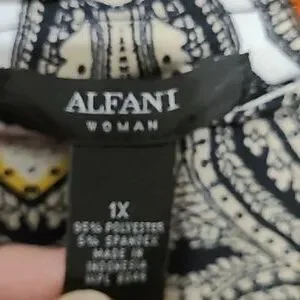 ALFANI
WOMAN
1X
95% POLYESTER
5% SPANDEX
MADE IN
INDONESIA